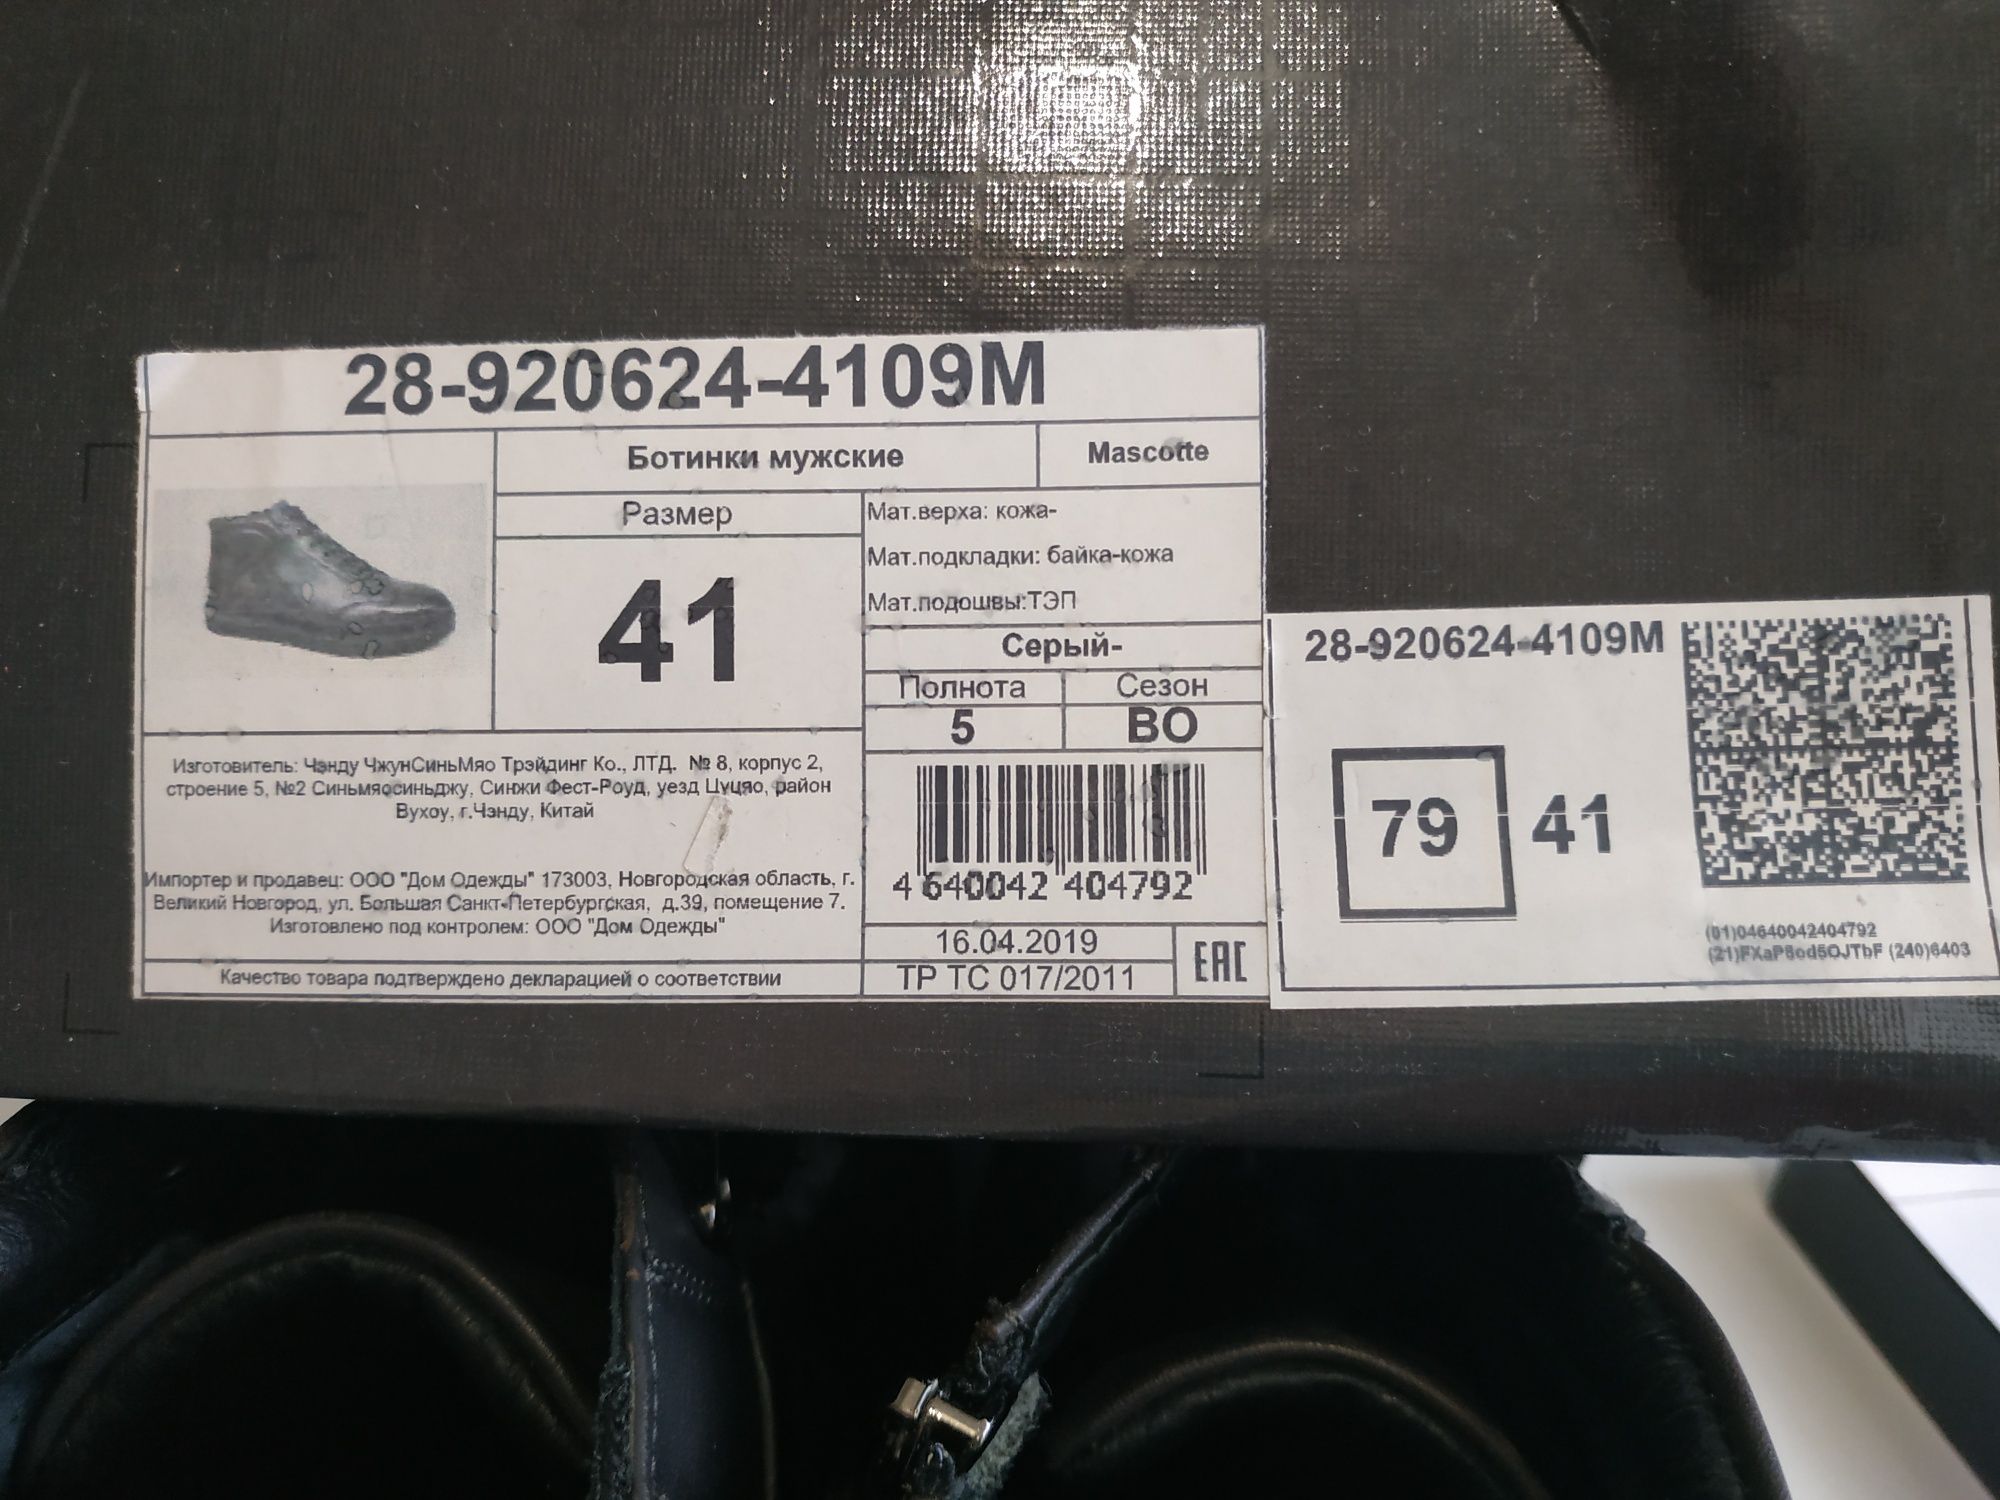 28-920624-4109М
Ботинки мужские
Mascotte
Размер
41
Мат.верха: кожа-
Мат.подкладки: байка-кожа
Мат.подошвы:ТЭП
Серый-
Полнота
Сезон
5
ВО
Изготовитель: Чэнду ЧжунСиньМяо Трэйдинг Ко., ЛТД. № 8, корпус 2,
строение 5, №2 Синьмяосиньджу, Синжи Фест-Роуд, уезд Цуцяо, район
Вухоу, г.Чэнду, Китай
Импортер и продавец: ООО "Дом Одежды" 173003, Новгородская область, г.
Великий Новгород, ул. Большая Санкт-Петербургская, д.39, помещение 7.
Изготовлено под контролем: ООО "Дом Одежды"
Качество товара подтверждено декларацией о соответствии
4 640042 404792
16.04.2019
ТР ТС 017/2011
EAC
28-920624-4109М
79
41
(01)04640042404792
(21)FXaP8od5OJTbF (240)6403